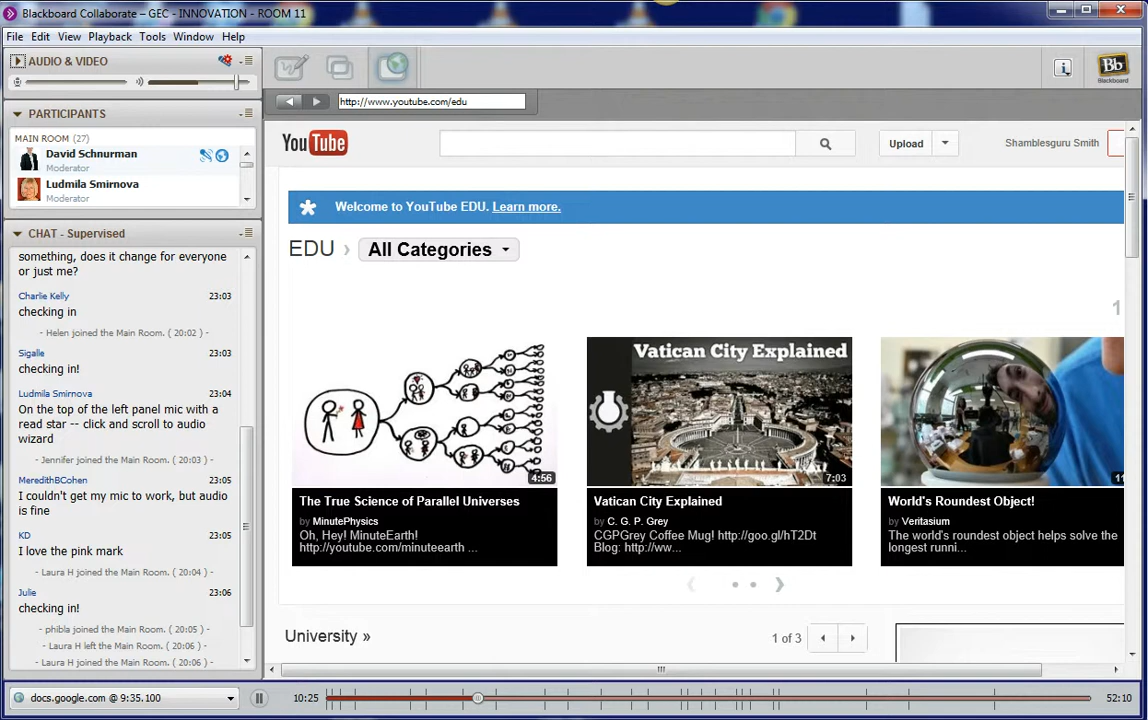 Blackboard Collaborate – GEC - INNOVATION - ROOM 11
File Edit View Playback Tools Window Help
AUDIO & VIDEO
PARTICIPANTS
MAIN ROOM (27)
David Schnurman
Moderator
Ludmila Smirnova
Moderator
CHAT - Supervised
something, does it change for everyone
or just me?
Charlie Kelly 23:03
checking in
- Helen joined the Main Room. ( 20:02 ) -
Sigalle 23:03
checking in!
Ludmila Smirnova 23:04
On the top of the left panel mic with a
read star -- click and scroll to audio
wizard
- Jennifer joined the Main Room. ( 20:03 ) -
MeredithBCohen 23:05
I couldn't get my mic to work, but audio
is fine
KD 23:05
I love the pink mark
- Laura H joined the Main Room. ( 20:04 ) -
Julie 23:06
checking in!
- phibla joined the Main Room. ( 20:05 ) -
- Laura H left the Main Room. ( 20:06 ) -
- Laura H joined the Main Room. ( 20:06 ) -
docs.google.com @ 9:35.100
10:25
52:10
Bb
Blackboard
http://www.youtube.com/edu
YouTube
Upload
Shamblesguru Smith
Welcome to YouTube EDU. Learn more.
EDU › All Categories
1
4:56
The True Science of Parallel Universes
by MinutePhysics
Oh, Hey! MinuteEarth!
http://youtube.com/minuteearth ...
Vatican City Explained
7:03
Vatican City Explained
by C. G. P. Grey
CGPGrey Coffee Mug! http://goo.gl/hT2Dt
Blog: http://ww...
11
World's Roundest Object!
by Veritasium
The world's roundest object helps solve the
longest runni...
University »
1 of 3